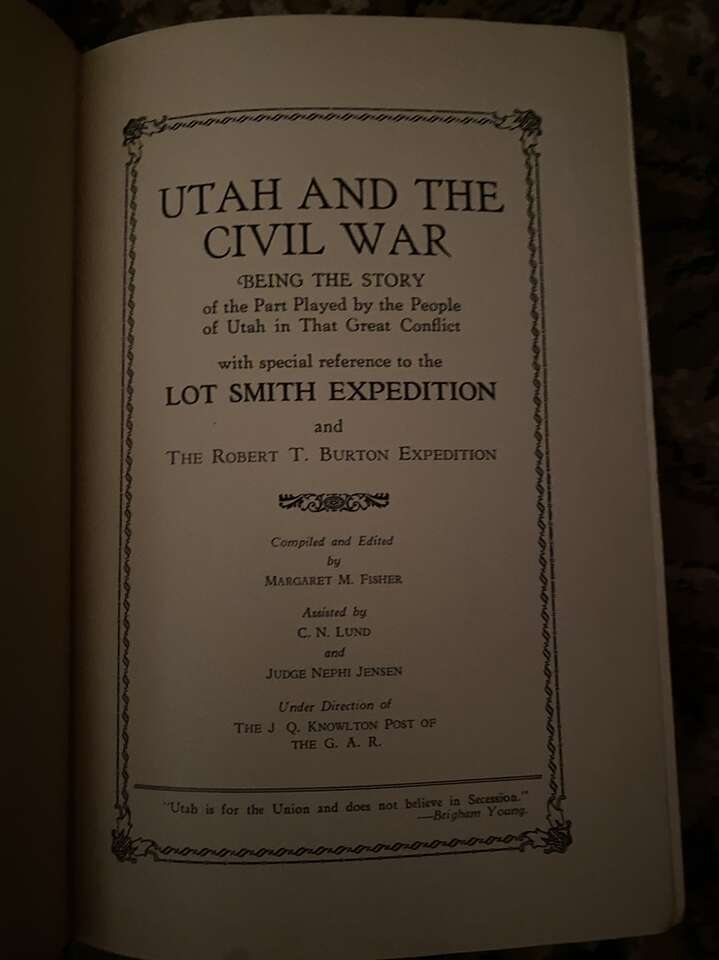 UTAH AND THE
CIVIL WAR
BEING THE STORY
of the Part Played by the People
of Utah in That Great Conflict
with special reference to the
LOT SMITH EXPEDITION
and
THE ROBERT T. BURTON EXPEDITION
Compiled and Edited
by
MARGARET M. FISHER
Assisted by
C. N. LUND
and
JUDGE NEPHI JENSEN
Under Direction of
THE J Q. KNOWLTON POST OF
THE G. A. R.
"Utah is for the Union and does not believe in Secession."
—Brigham Young.